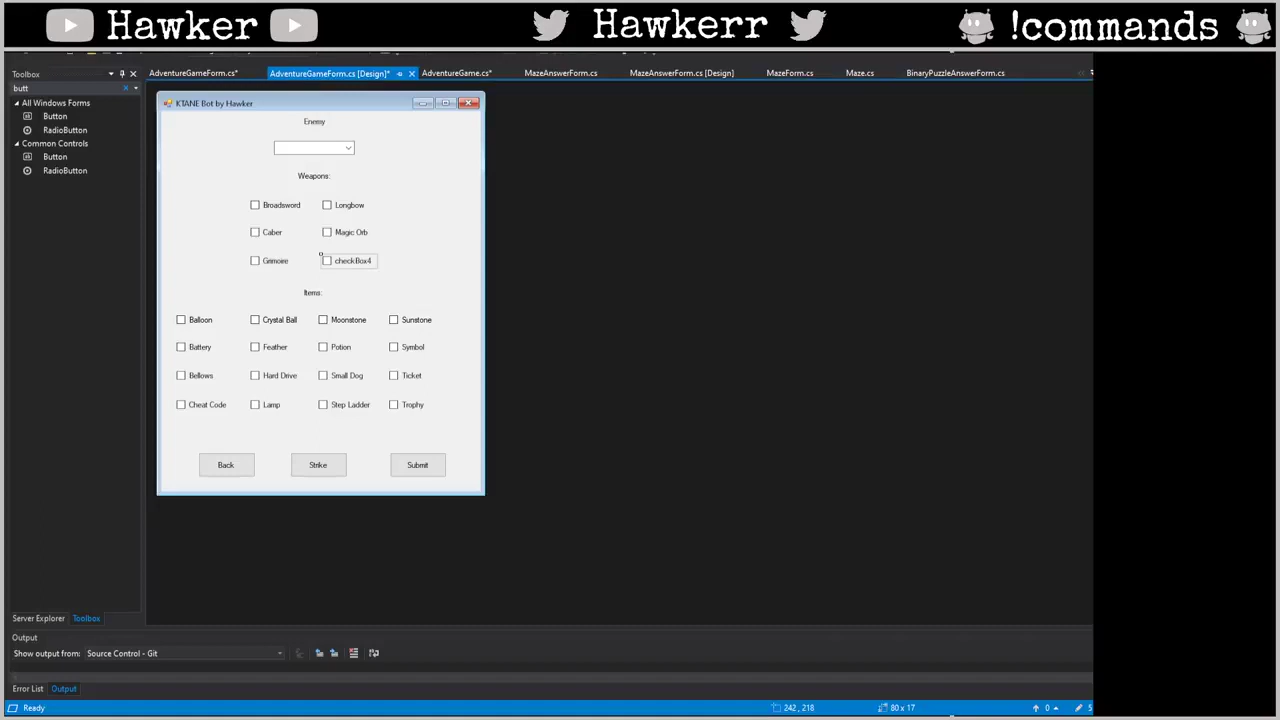 Hawker
Hawkerr
!commands
Toolbox
AdventureGameForm.cs*
AdventureGameForm.cs [Design]*
AdventureGame.cs*
MazeAnswerForm.cs
MazeAnswerForm.cs [Design]
MazeForm.cs
Maze.cs
BinaryPuzzleAnswerForm.cs
butt
All Windows Forms
Button
RadioButton
Common Controls
Button
RadioButton
KTANE Bot by Hawker
Enemy
Weapons:
Broadsword
Longbow
Caber
Magic Orb
Grimoire
checkBox4
Items:
Balloon
Crystal Ball
Moonstone
Sunstone
Battery
Feather
Potion
Symbol
Bellows
Hard Drive
Small Dog
Ticket
Cheat Code
Lamp
Step Ladder
Trophy
Back
Strike
Submit
Server Explorer
Toolbox
Output
Show output from:
Source Control - Git
Error List
Output
Ready
242 , 218
80 x 17
0
5